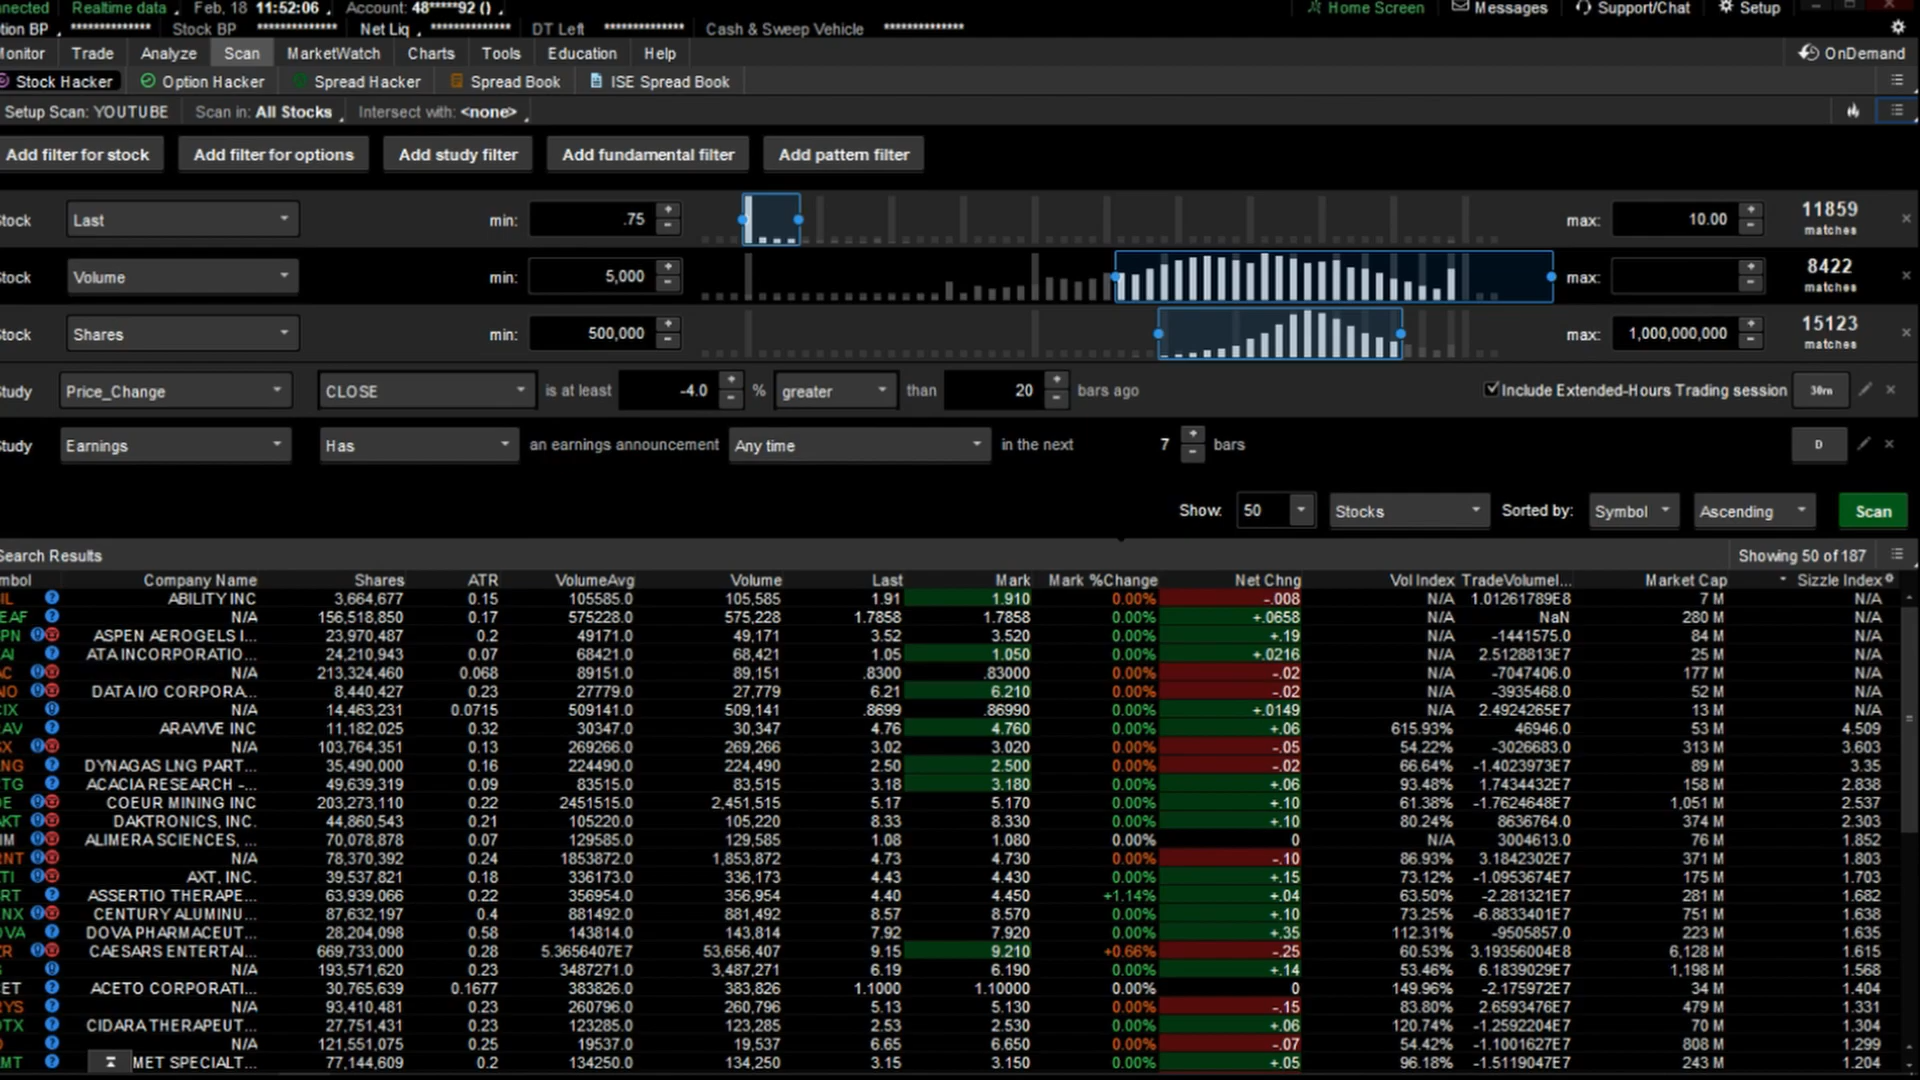 nnected Realtime data Feb, 18 11:52:06 Account: 48*****92 () Home Screen Messages Support/Chat Setup
tion BP ************** Stock BP ************** Net Liq ************** DT Left ************** Cash & Sweep Vehicle **************
onitor Trade Analyze Scan MarketWatch Charts Tools Education Help OnDemand
Stock Hacker Option Hacker Spread Hacker Spread Book ISE Spread Book
Setup Scan: YOUTUBE Scan in: All Stocks Intersect with: <none>
Add filter for stock Add filter for options Add study filter Add fundamental filter Add pattern filter
Stock Last min: .75 max: 10.00 11859 matches
Stock Volume min: 5,000 max: 8422 matches
Stock Shares min: 500,000 max: 1,000,000,000 15123 matches
Study Price_Change CLOSE is at least -4.0 % greater than 20 bars ago Include Extended-Hours Trading session 30m
Study Earnings Has an earnings announcement Any time in the next 7 bars D
Show: 50 Stocks Sorted by: Symbol Ascending Scan
Search Results Showing 50 of 187
mbol Company Name Shares ATR VolumeAvg Volume Last Mark Mark %Change Net Chng Vol Index TradeVolumeI... Market Cap Sizzle Index
IL ABILITY INC 3,664,677 0.15 105585.0 105,585 1.91 1.910 0.00% -.008 N/A 1.01261789E8 7 M N/A
EAF N/A 156,518,850 0.17 575228.0 575,228 1.7858 1.7858 0.00% +.0658 N/A NaN 280 M N/A
PN ASPEN AEROGELS I... 23,970,487 0.2 49171.0 49,171 3.52 3.520 0.00% +.19 N/A -1441575.0 84 M N/A
AI ATA INCORPORATIO... 24,210,943 0.07 68421.0 68,421 1.05 1.050 0.00% +.0216 N/A 2.5128813E7 25 M N/A
AC N/A 213,324,460 0.068 89151.0 89,151 .8300 .83000 0.00% -.02 N/A -7047406.0 177 M N/A
NO DATA I/O CORPORA... 8,440,427 0.23 27779.0 27,779 6.21 6.210 0.00% -.02 N/A -3935468.0 52 M N/A
CIX N/A 14,463,231 0.0715 509141.0 509,141 .8699 .86990 0.00% +.0149 N/A 2.4924265E7 13 M N/A
AV ARAVIVE INC 11,182,025 0.32 30347.0 30,347 4.76 4.760 0.00% +.06 615.93% 46946.0 53 M 4.509
SX N/A 103,764,351 0.13 269266.0 269,266 3.02 3.020 0.00% -.05 54.22% -3026683.0 313 M 3.603
NG DYNAGAS LNG PART... 35,490,000 0.16 224490.0 224,490 2.50 2.500 0.00% -.02 66.64% -1.4023973E7 89 M 3.35
TG ACACIA RESEARCH -... 49,639,319 0.09 83515.0 83,515 3.18 3.180 0.00% +.06 93.48% 1.7434432E7 158 M 2.838
DE COEUR MINING INC 203,273,110 0.22 2451515.0 2,451,515 5.17 5.170 0.00% +.10 61.38% -1.7624648E7 1,051 M 2.537
AKT DAKTRONICS, INC. 44,860,543 0.21 105220.0 105,220 8.33 8.330 0.00% +.10 80.24% 8636764.0 374 M 2.303
IM ALIMERA SCIENCES, ... 70,078,878 0.07 129585.0 129,585 1.08 1.080 0.00% 0 N/A 3004613.0 76 M 1.852
RNT N/A 78,370,392 0.24 1853872.0 1,853,872 4.73 4.730 0.00% -.10 86.93% 3.1842302E7 371 M 1.803
TI AXT, INC. 39,537,821 0.18 336173.0 336,173 4.43 4.430 0.00% +.15 73.12% -1.0953674E7 175 M 1.703
RT ASSERTIO THERAPE... 63,939,066 0.22 356954.0 356,954 4.40 4.450 +1.14% +.04 63.50% -2.281321E7 281 M 1.682
NX CENTURY ALUMINU... 87,632,197 0.4 881492.0 881,492 8.57 8.570 0.00% +.10 73.25% -6.8833401E7 751 M 1.638
OVA DOVA PHARMACEUT... 28,204,098 0.58 143814.0 143,814 7.92 7.920 0.00% +.35 112.31% -9505857.0 223 M 1.635
ZR CAESARS ENTERTAI... 669,733,000 0.28 5.3656407E7 53,656,407 9.15 9.210 +0.66% -.25 60.53% 3.19356004E8 6,128 M 1.615
N/A 193,571,620 0.23 3487271.0 3,487,271 6.19 6.190 0.00% +.14 53.46% 6.1839029E7 1,198 M 1.568
CET ACETO CORPORATI... 30,765,639 0.1677 383826.0 383,826 1.1000 1.10000 0.00% 0 149.96% -2.175972E7 34 M 1.404
RYS N/A 93,410,481 0.23 260796.0 260,796 5.13 5.130 0.00% -.15 83.80% 2.6593476E7 479 M 1.331
DTX CIDARA THERAPEUT... 27,751,431 0.23 123285.0 123,285 2.53 2.530 0.00% +.06 120.74% -1.2592204E7 70 M 1.304
N/A 121,551,075 0.25 19537.0 19,537 6.65 6.650 0.00% -.07 54.42% -1.1001627E7 808 M 1.299
MT MET SPECIALT... 77,144,609 0.2 134250.0 134,250 3.15 3.150 0.00% +.05 96.18% -1.5119047E7 243 M 1.204